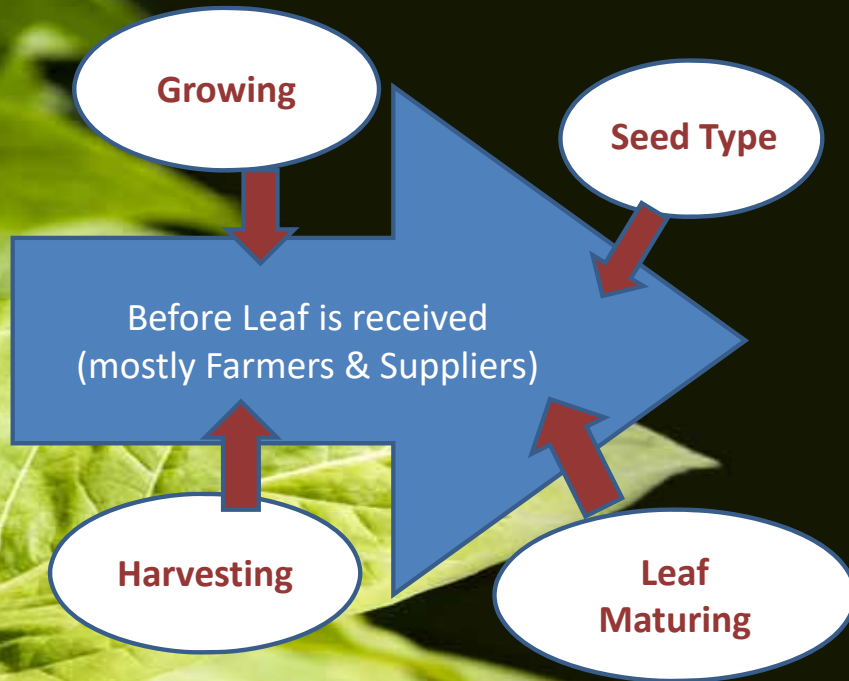 Growing
Seed Type
Before Leaf is received
(mostly Farmers & Suppliers)
Harvesting
Leaf
Maturing